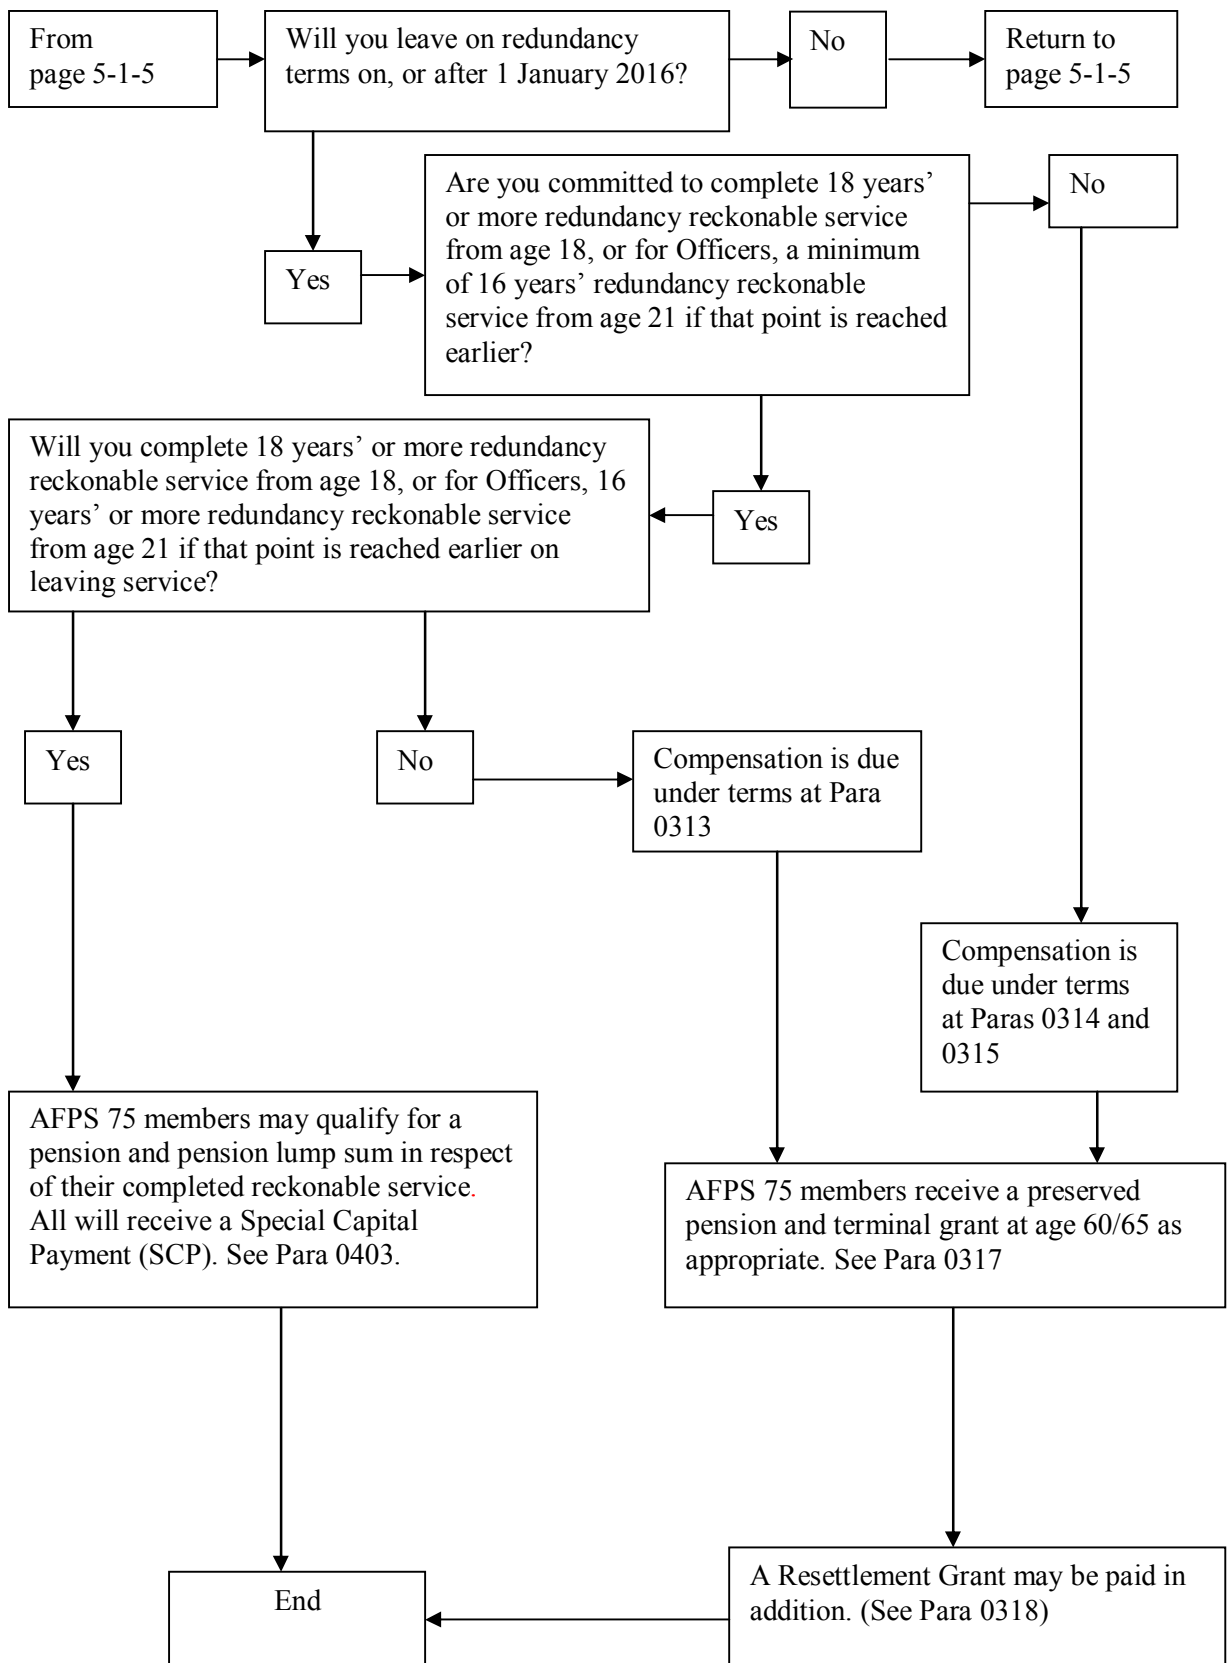 From
page 5-1-5
Will you leave on redundancy
terms on, or after 1 January 2016?
No
Return to
page 5-1-5
Are you committed to complete 18 years’
or more redundancy reckonable service
from age 18, or for Officers, a minimum
of 16 years’ redundancy reckonable
service from age 21 if that point is reached
earlier?
No
Yes
Will you complete 18 years’ or more redundancy
reckonable service from age 18, or for Officers, 16
years’ or more redundancy reckonable service
from age 21 if that point is reached earlier on
leaving service?
Yes
Yes
No
Compensation is due
under terms at Para
0313
Compensation is
due under terms
at Paras 0314 and
0315
AFPS 75 members may qualify for a
pension and pension lump sum in respect
of their completed reckonable service.
All will receive a Special Capital
Payment (SCP). See Para 0403.
AFPS 75 members receive a preserved
pension and terminal grant at age 60/65 as
appropriate. See Para 0317
End
A Resettlement Grant may be paid in
addition. (See Para 0318)